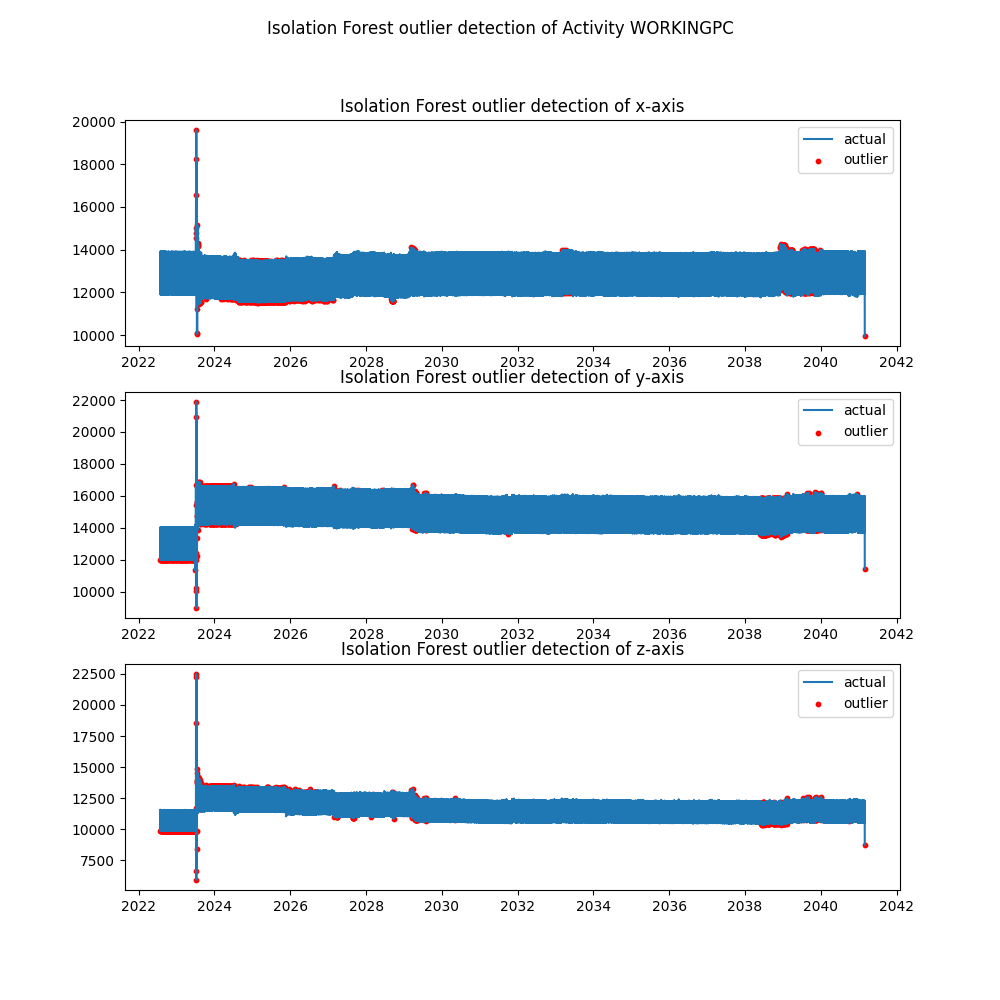 Isolation Forest outlier detection of Activity WORKINGPC
Isolation Forest outlier detection of x-axis
20000
18000
16000
14000
12000
10000
actual
outlier
2022 2024 2026 2028 2030 2032 2034 2036 2038 2040 2042
Isolation Forest outlier detection of y-axis
22000
20000
18000
16000
14000
12000
10000
actual
outlier
2022 2024 2026 2028 2030 2032 2034 2036 2038 2040 2042
Isolation Forest outlier detection of z-axis
22500
20000
17500
15000
12500
10000
7500
actual
outlier
2022 2024 2026 2028 2030 2032 2034 2036 2038 2040 2042